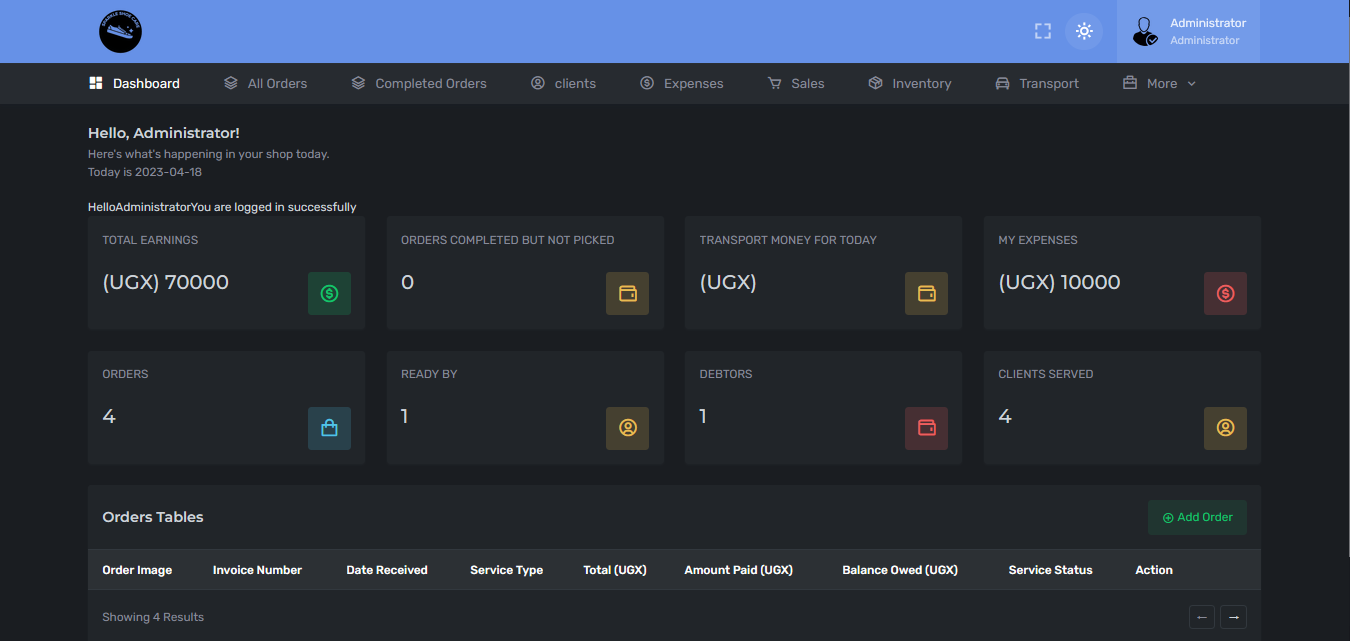 SPARKLE SHOE CARE
Administrator
Administrator
Dashboard
All Orders
Completed Orders
clients
Expenses
Sales
Inventory
Transport
More
Hello, Administrator!
Here's what's happening in your shop today.
Today is 2023-04-18
HelloAdministratorYou are logged in successfully
TOTAL EARNINGS
(UGX) 70000
ORDERS COMPLETED BUT NOT PICKED
0
TRANSPORT MONEY FOR TODAY
(UGX)
MY EXPENSES
(UGX) 10000
ORDERS
4
READY BY
1
DEBTORS
1
CLIENTS SERVED
4
Orders Tables
Add Order
Order Image Invoice Number Date Received Service Type Total (UGX) Amount Paid (UGX) Balance Owed (UGX) Service Status Action
Showing 4 Results
← →